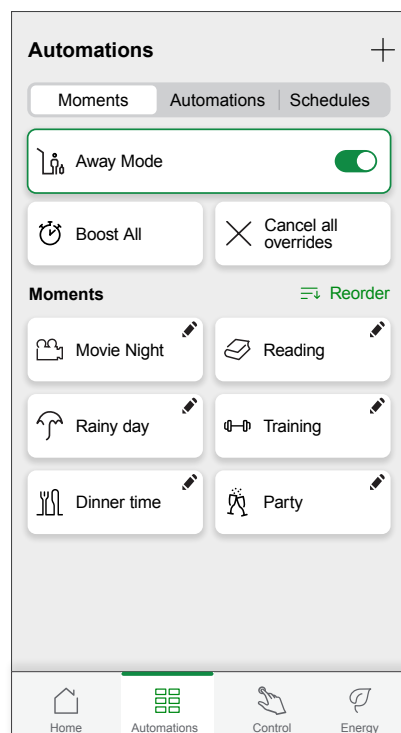 Automations
Moments Automations Schedules
Away Mode
Boost All
Cancel all
overrides
Moments Reorder
Movie Night Reading
Rainy day Training
Dinner time Party
Home Automations Control Energy